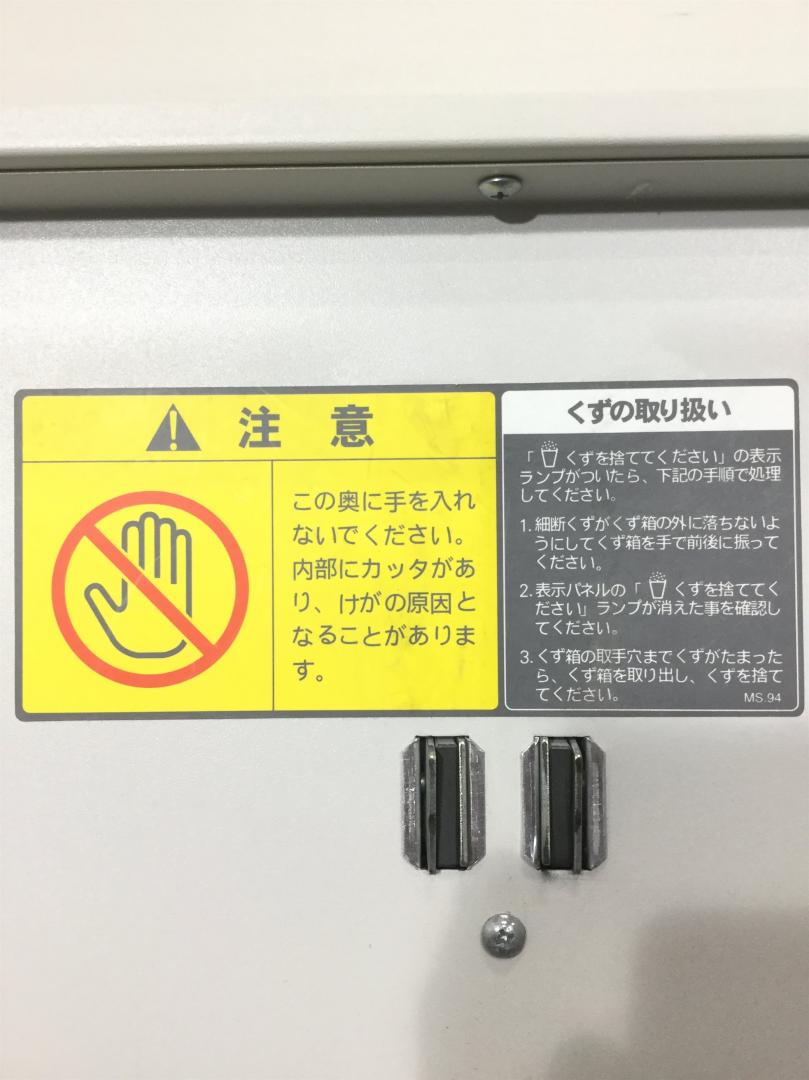 注 意
この奥に手を入れ
ないでください。
内部にカッタがあ
り、けがの原因と
なることがありま
す。
くずの取り扱い
「 くずを捨ててください」の表示
ランプがついたら、下記の手順で処理
してください。
1. 細断くずがくず箱の外に落ちないよ
うにしてくず箱を手で前後に振って
ください。
2. 表示パネルの「 くずを捨ててく
ださい」ランプが消えた事を確認し
てください。
3. くず箱の取手穴までくずがたまった
ら、くず箱を取り出し、くずを捨て
てください。
MS.94